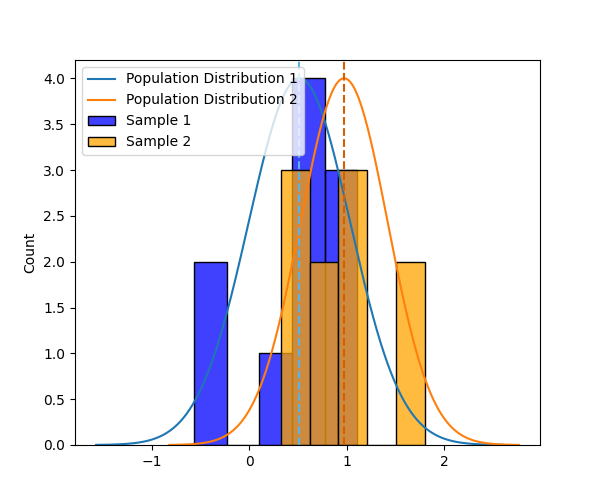 Population Distribution 1
Population Distribution 2
Sample 1
Sample 2
Count
4.0
3.5
3.0
2.5
2.0
1.5
1.0
0.5
0.0
−1 0 1 2